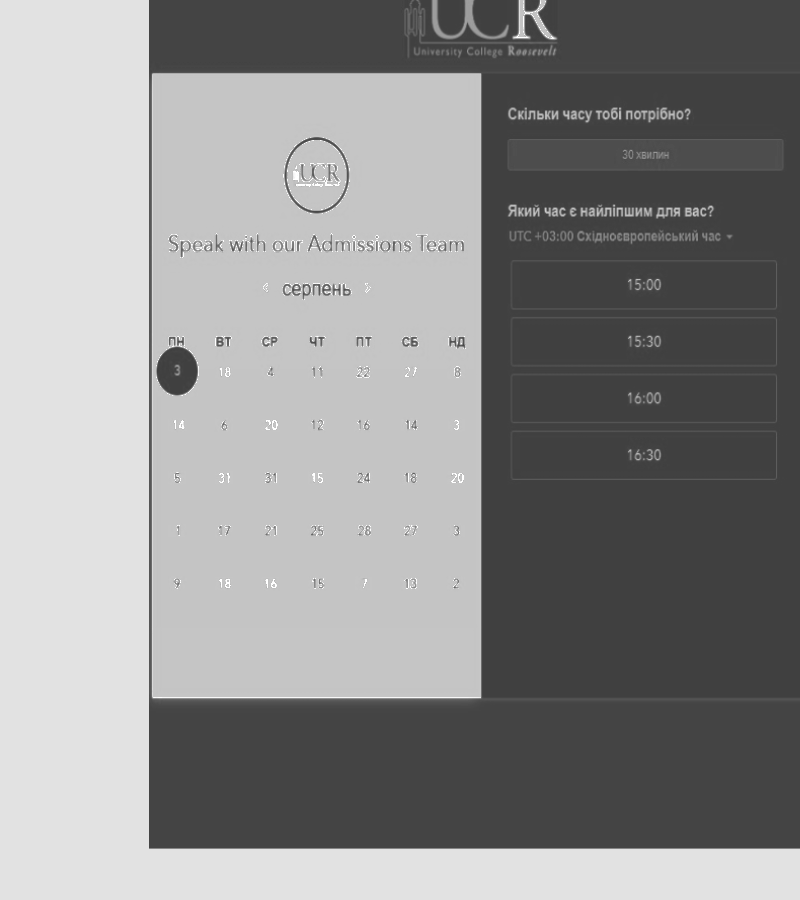 UCR
University College Roosevelt
UCR
Speak with our Admissions Team
< серпень >
ПН ВТ СР ЧТ ПТ СБ НД
3 18 4 11 22 27 8
14 6 20 12 16 14 3
5 31 31 15 24 18 20
1 17 21 25 28 27 3
9 18 16 15 7 13 2
Скільки часу тобі потрібно?
30 хвилин
Який час є найліпшим для вас?
UTC +03:00 Східноєвропейський час
15:00
15:30
16:00
16:30